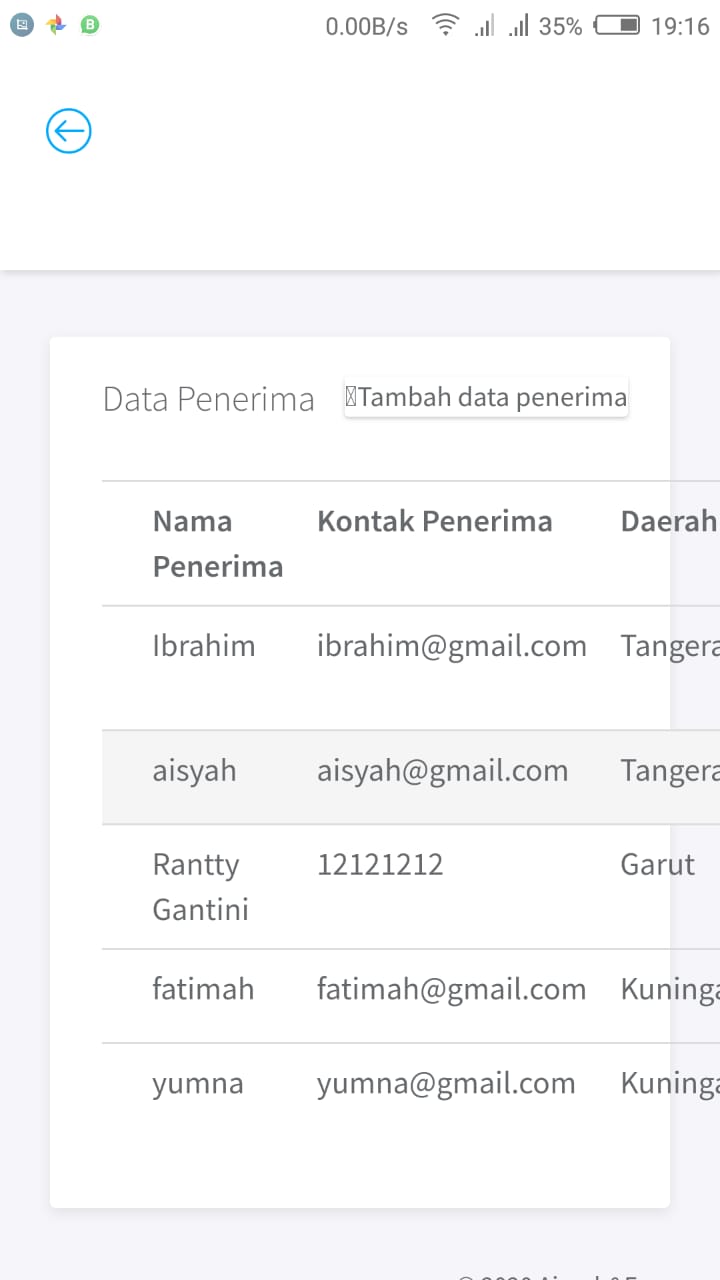 0.00B/s 35% 19:16
Data Penerima Tambah data penerima
Nama Penerima Kontak Penerima Daerah
Ibrahim ibrahim@gmail.com Tangera
aisyah aisyah@gmail.com Tangera
Rantty Gantini 12121212 Garut
fatimah fatimah@gmail.com Kuninga
yumna yumna@gmail.com Kuninga